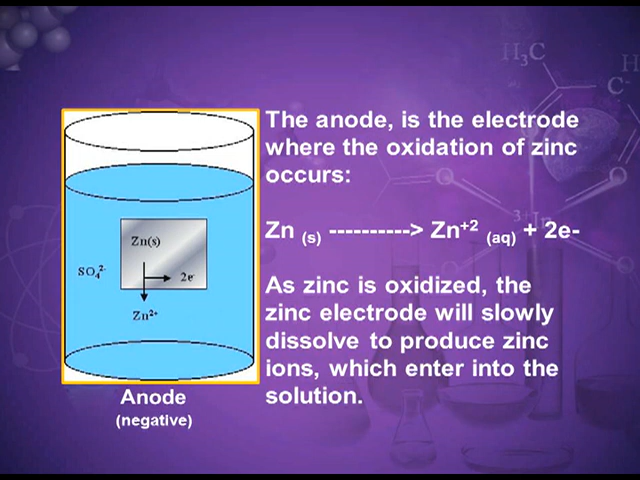 H₃C
H
C
The anode, is the electrode
where the oxidation of zinc
occurs:
Zn (s) ----------> Zn⁺² (aq) + 2e-
As zinc is oxidized, the
zinc electrode will slowly
dissolve to produce zinc
ions, which enter into the
solution.
Zn(s)
SO₄²⁻
2e⁻
Zn²⁺
Anode
(negative)